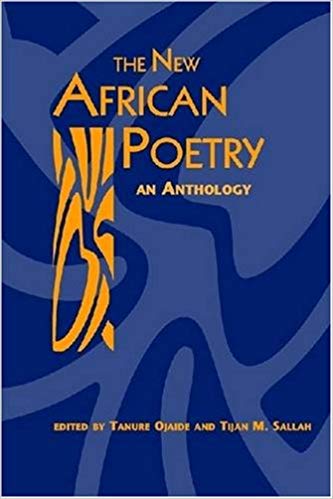 THE NEW
AFRICAN
POETRY
AN ANTHOLOGY
EDITED BY TANURE OJAIDE AND TIJAN M. SALLAH